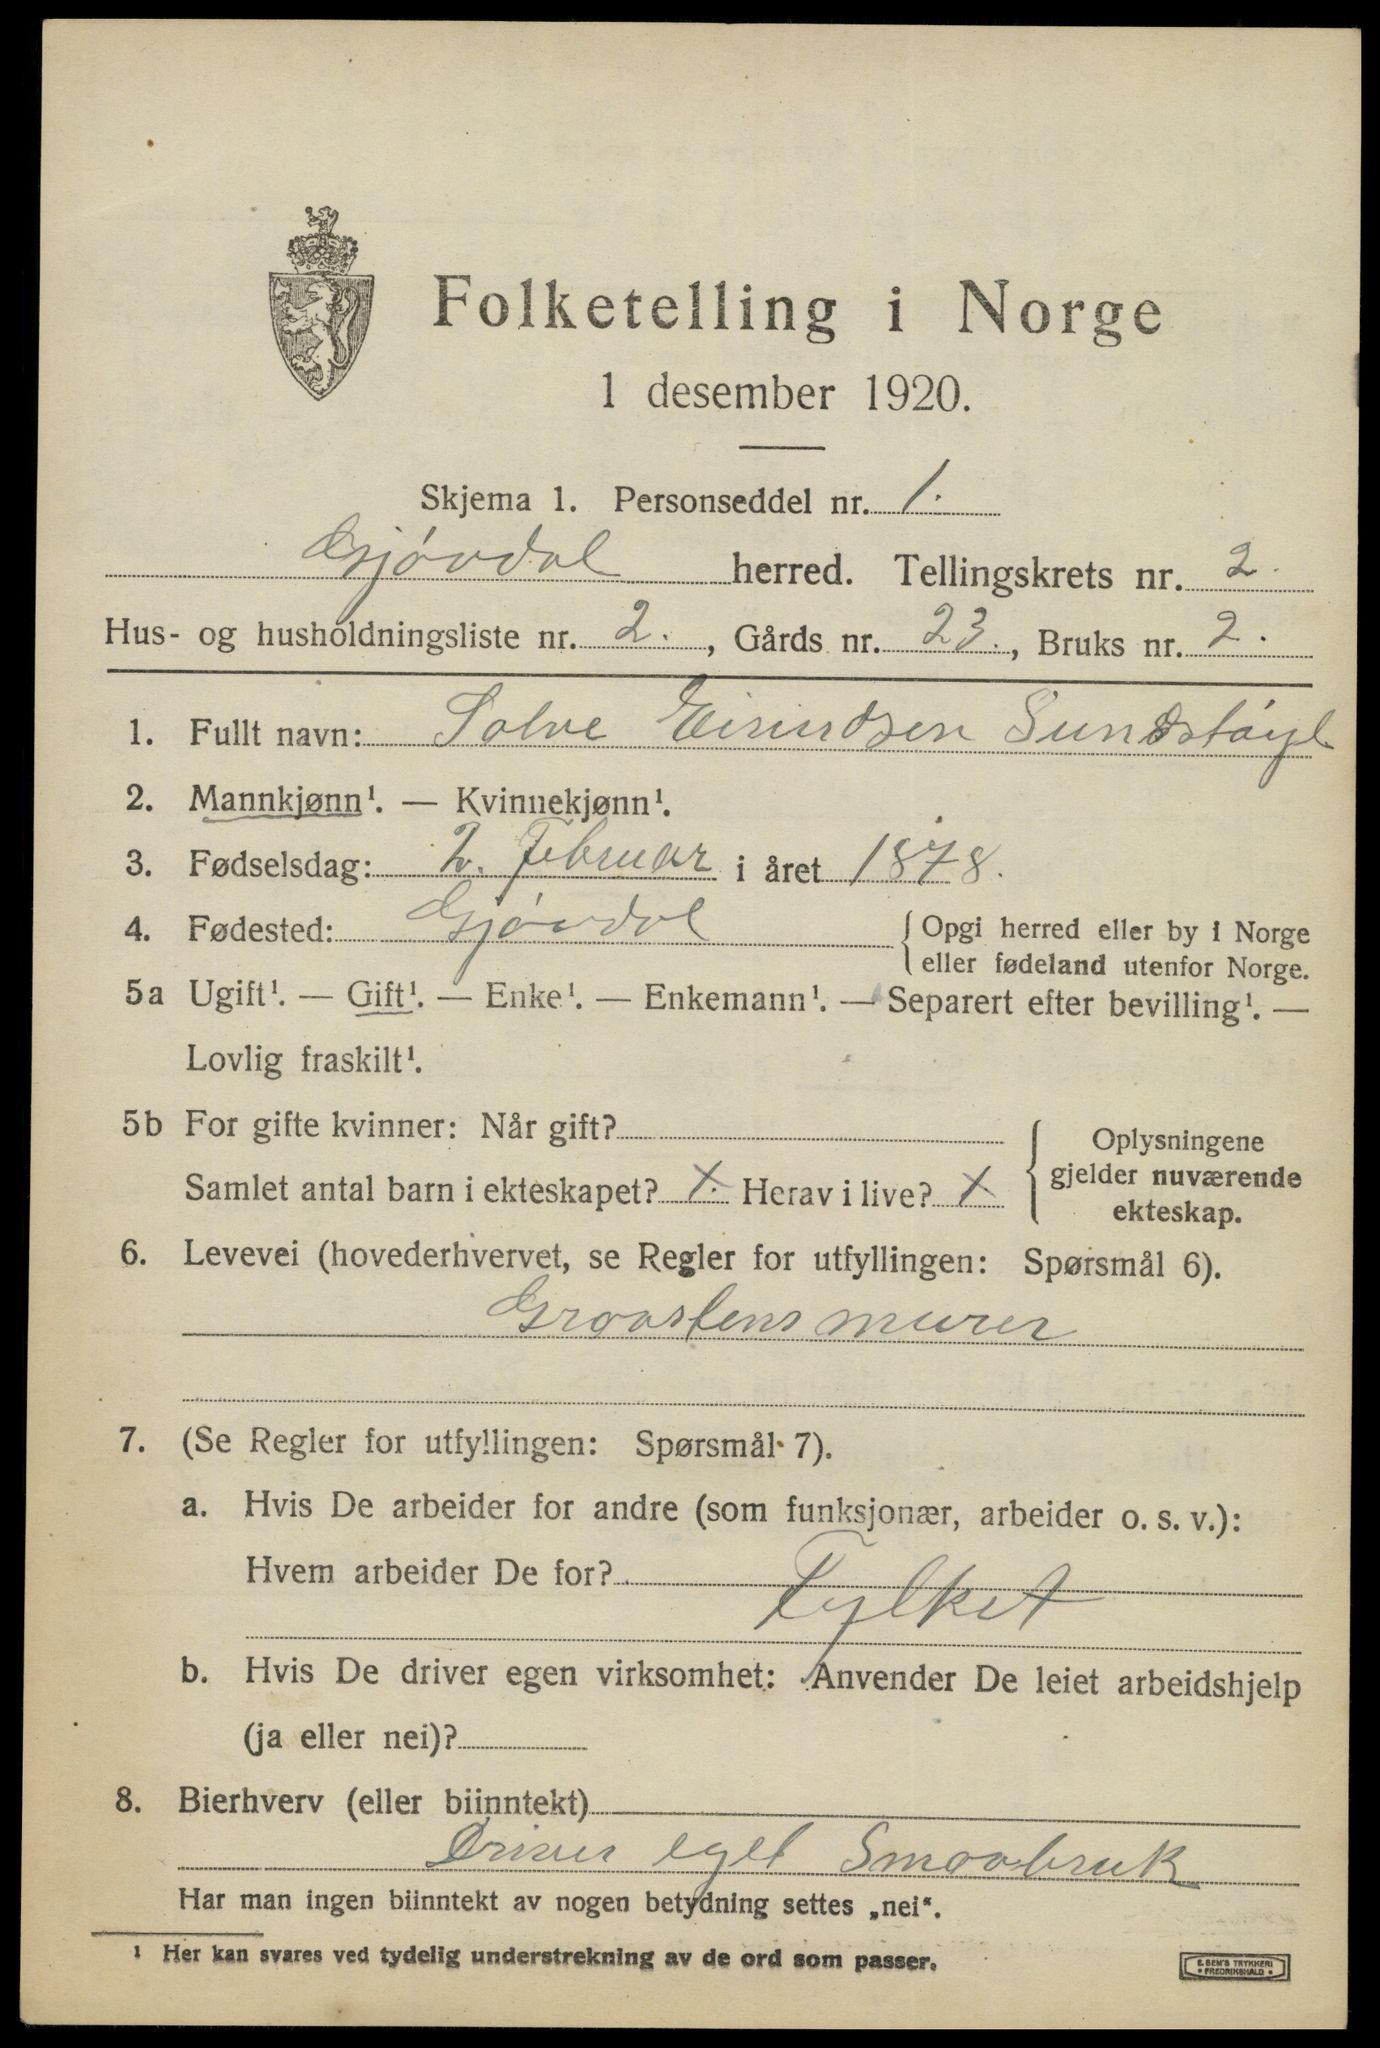 Folketelling i Norge
1 desember 1920.
Skjema 1. Personseddel nr. 1.
Gjøvdal herred. Tellingskrets nr. 2.
Hus- og husholdningsliste nr. 2., Gårds nr. 23., Bruks nr. 2.
1. Fullt navn: Solve Eivindsen Sundstøyl
2. Mannkjønn¹. — Kvinnekjønn¹.
3. Fødselsdag: 2. Februar i året 1878.
4. Fødested: Gjøvdal { Opgi herred eller by i Norge
eller fødeland utenfor Norge.
5a Ugift¹. — Gift¹. — Enke¹. — Enkemann¹. — Separert efter bevilling¹. —
Lovlig fraskilt¹.
5b For gifte kvinner: Når gift?
Samlet antal barn i ekteskapet? X. Herav i live? X
{ Oplysningene
gjelder nuværende
ekteskap.
6. Levevei (hovederhvervet, se Regler for utfyllingen: Spørsmål 6).
Graastensmurer
7. (Se Regler for utfyllingen: Spørsmål 7).
a. Hvis De arbeider for andre (som funksjonær, arbeider o. s. v.):
Hvem arbeider De for?
Fylket
b. Hvis De driver egen virksomhet: Anvender De leiet arbeidshjelp
(ja eller nei)?
8. Bierhverv (eller biinntekt)
Driver eget Smaabruk
Har man ingen biinntekt av nogen betydning settes „nei“.
¹ Her kan svares ved tydelig understrekning av de ord som passer.
E. SEM'S TRYKKERI
• FREDRIKSHALD •